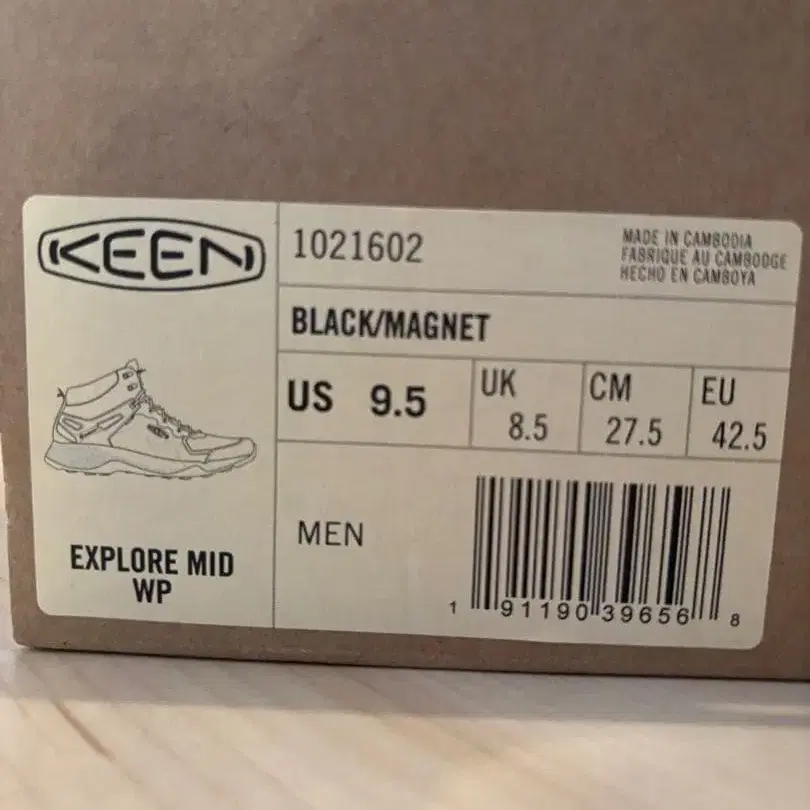 KEEN
1021602
MADE IN CAMBODIA
FABRIQUE AU CAMBODGE
HECHO EN CAMBOYA
BLACK/MAGNET
US 9.5
UK 8.5
CM 27.5
EU 42.5
MEN
EXPLORE MID
WP
1 91190 39656 8